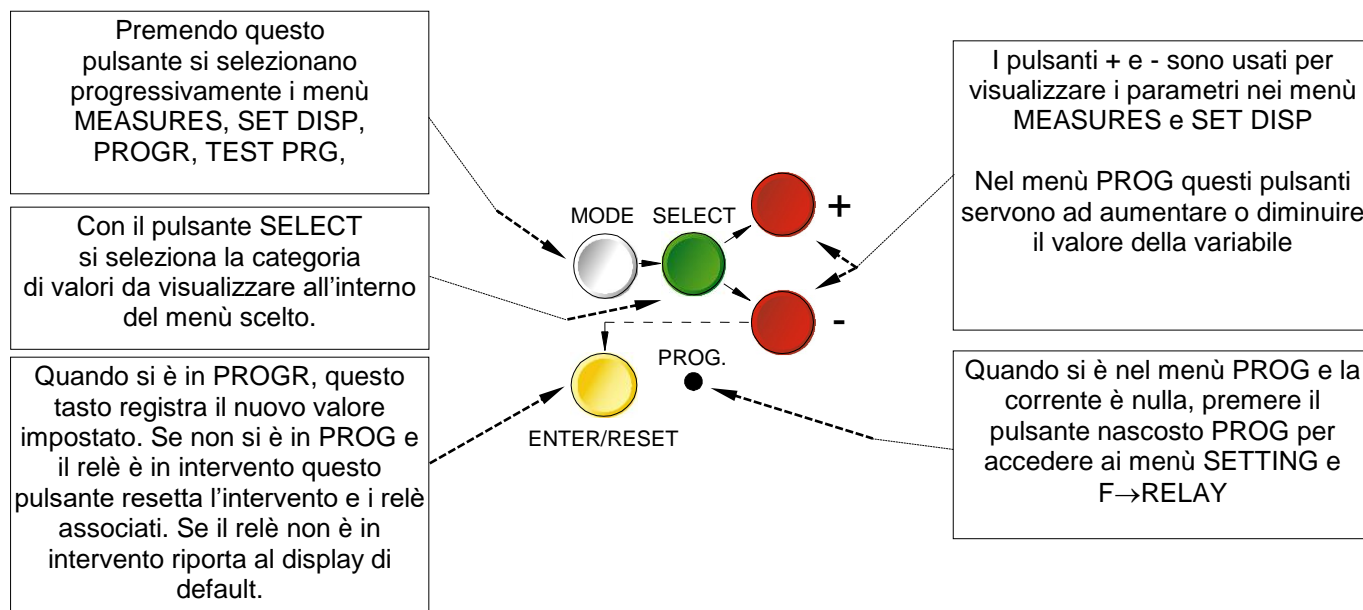 Premendo questo
pulsante si selezionano
progressivamente i menù
MEASURES, SET DISP,
PROGR, TEST PRG,
Con il pulsante SELECT
si seleziona la categoria
di valori da visualizzare all'interno
del menù scelto.
Quando si è in PROGR, questo
tasto registra il nuovo valore
impostato. Se non si è in PROG e
il relè è in intervento questo
pulsante resetta l'intervento e i relè
associati. Se il relè non è in
intervento riporta al display di
default.
MODE SELECT
+
-
PROG.
ENTER/RESET
I pulsanti + e - sono usati per
visualizzare i parametri nei menù
MEASURES e SET DISP
Nel menù PROG questi pulsanti
servono ad aumentare o diminuire
il valore della variabile
Quando si è nel menù PROG e la
corrente è nulla, premere il
pulsante nascosto PROG per
accedere ai menù SETTING e
F→RELAY